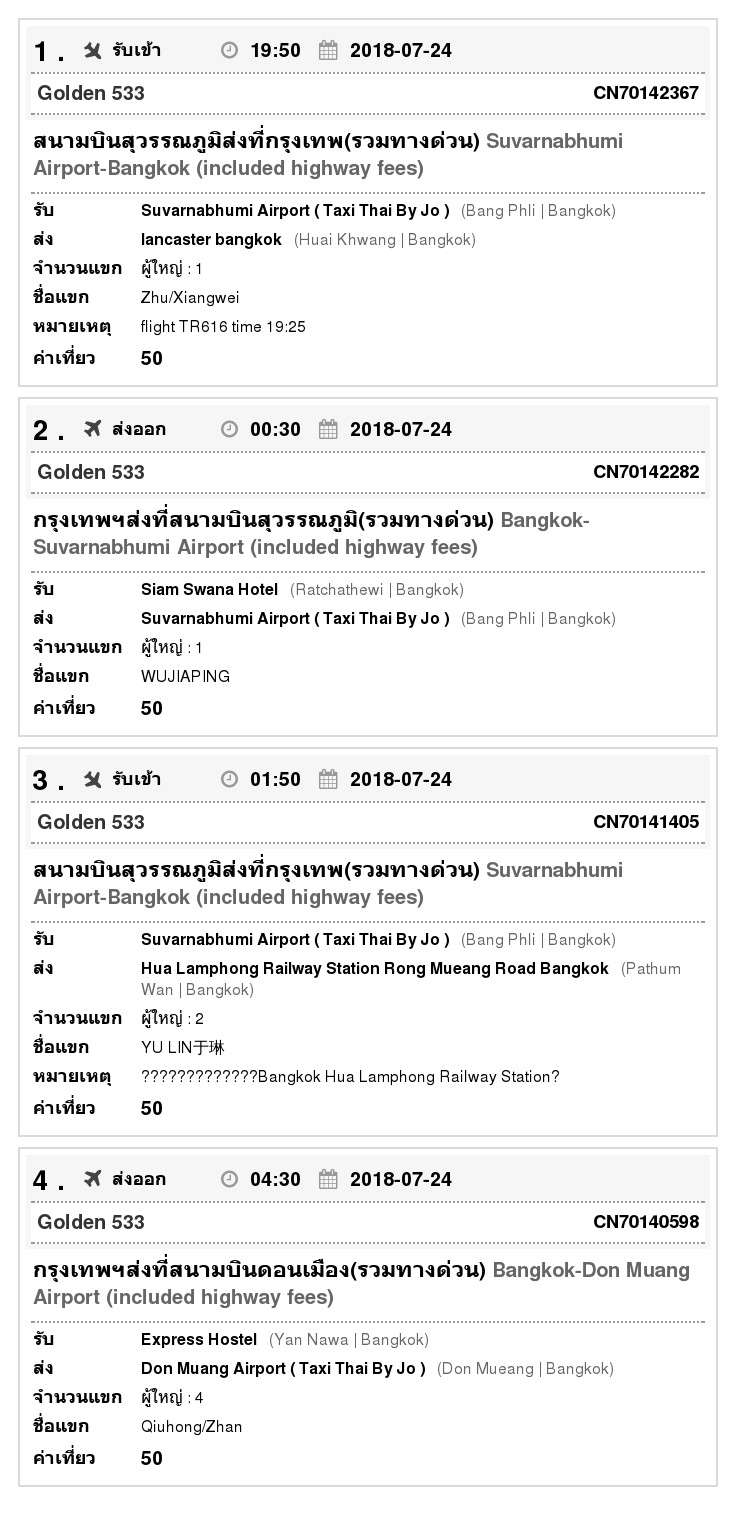 1 . รับเข้า 19:50 2018-07-24
Golden 533 CN70142367
สนามบินสุวรรณภูมิส่งที่กรุงเทพ(รวมทางด่วน) Suvarnabhumi
Airport-Bangkok (included highway fees)
รับ Suvarnabhumi Airport ( Taxi Thai By Jo ) (Bang Phli | Bangkok)
ส่ง lancaster bangkok (Huai Khwang | Bangkok)
จำนวนแขก ผู้ใหญ่ : 1
ชื่อแขก Zhu/Xiangwei
หมายเหตุ flight TR616 time 19:25
ค่าเที่ยว 50
2 . ส่งออก 00:30 2018-07-24
Golden 533 CN70142282
กรุงเทพฯส่งที่สนามบินสุวรรณภูมิ(รวมทางด่วน) Bangkok-
Suvarnabhumi Airport (included highway fees)
รับ Siam Swana Hotel (Ratchathewi | Bangkok)
ส่ง Suvarnabhumi Airport ( Taxi Thai By Jo ) (Bang Phli | Bangkok)
จำนวนแขก ผู้ใหญ่ : 1
ชื่อแขก WUJIAPING
ค่าเที่ยว 50
3 . รับเข้า 01:50 2018-07-24
Golden 533 CN70141405
สนามบินสุวรรณภูมิส่งที่กรุงเทพ(รวมทางด่วน) Suvarnabhumi
Airport-Bangkok (included highway fees)
รับ Suvarnabhumi Airport ( Taxi Thai By Jo ) (Bang Phli | Bangkok)
ส่ง Hua Lamphong Railway Station Rong Mueang Road Bangkok (Pathum
Wan | Bangkok)
จำนวนแขก ผู้ใหญ่ : 2
ชื่อแขก YU LIN于琳
หมายเหตุ ?????????????Bangkok Hua Lamphong Railway Station?
ค่าเที่ยว 50
4 . ส่งออก 04:30 2018-07-24
Golden 533 CN70140598
กรุงเทพฯส่งที่สนามบินดอนเมือง(รวมทางด่วน) Bangkok-Don Muang
Airport (included highway fees)
รับ Express Hostel (Yan Nawa | Bangkok)
ส่ง Don Muang Airport ( Taxi Thai By Jo ) (Don Mueang | Bangkok)
จำนวนแขก ผู้ใหญ่ : 4
ชื่อแขก Qiuhong/Zhan
ค่าเที่ยว 50